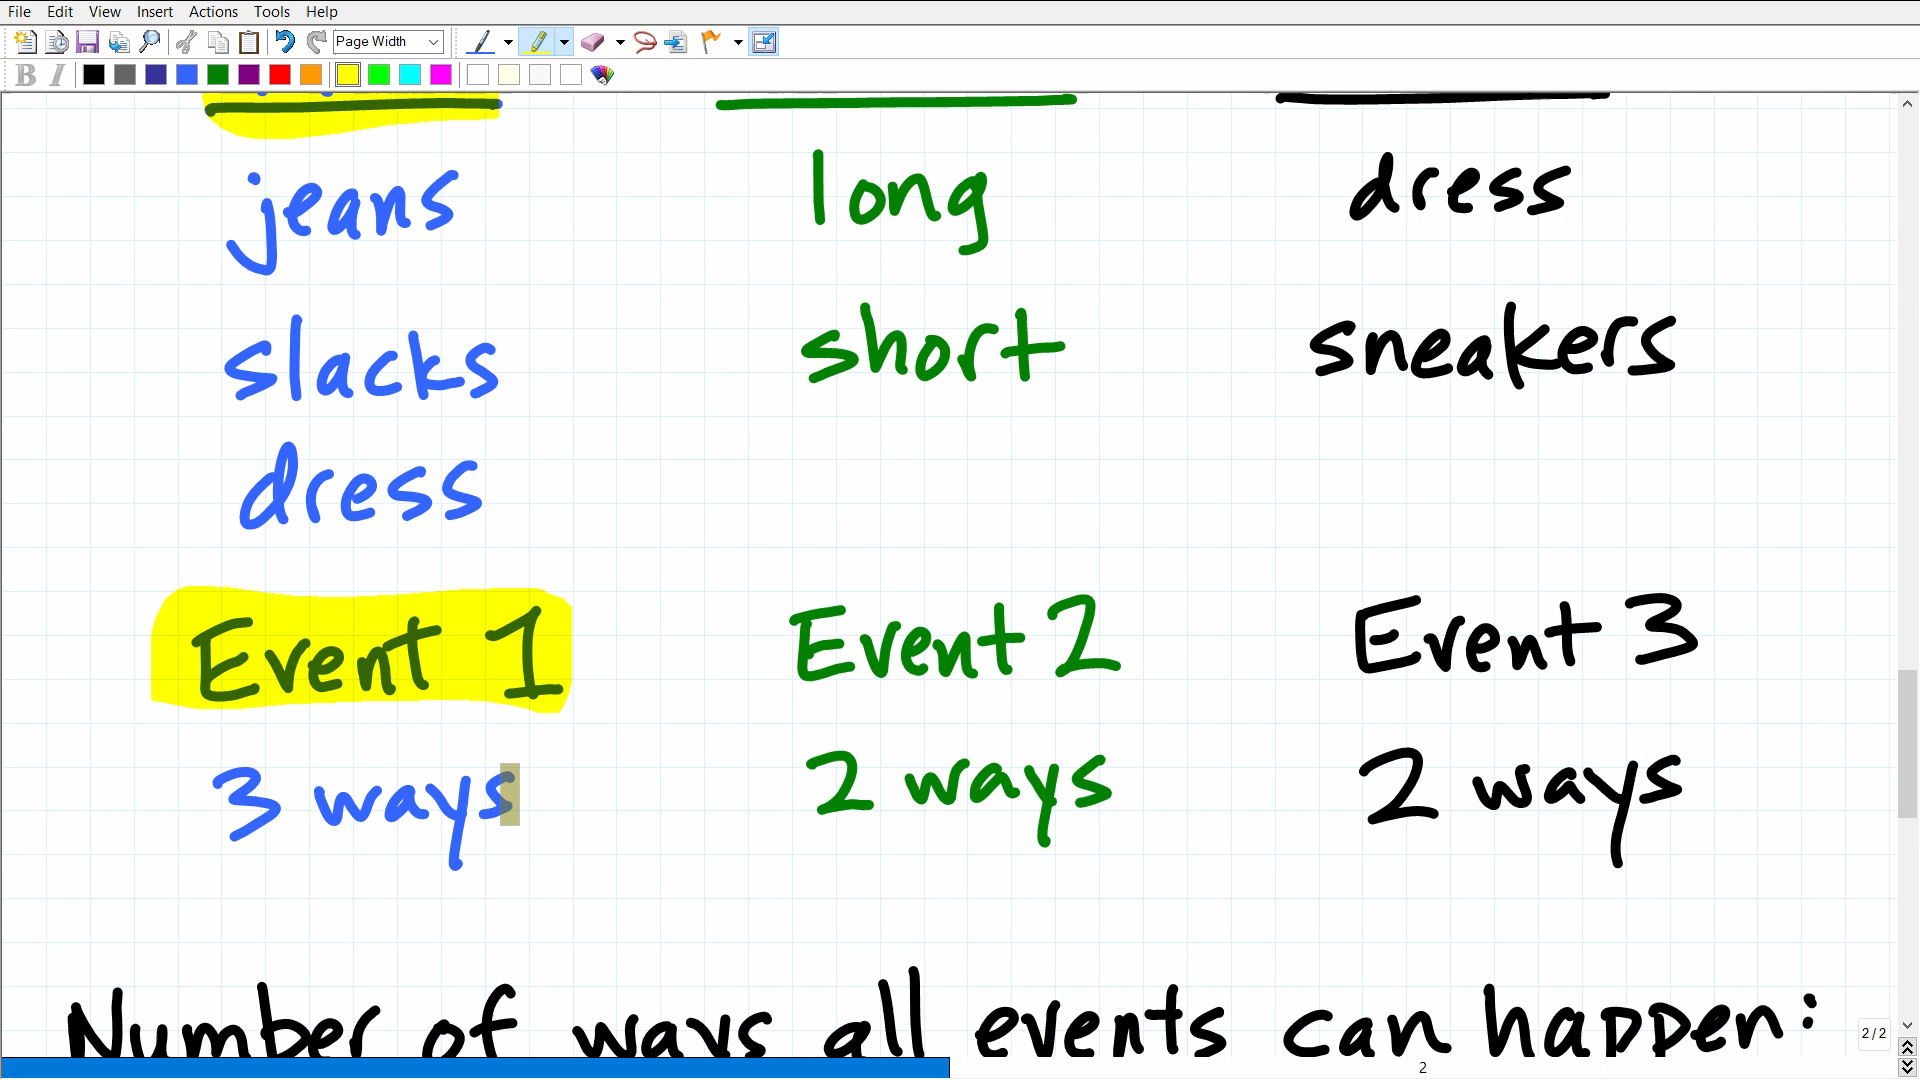 File Edit View Insert Actions Tools Help
Page Width
B I
jeans long dress
slacks short sneakers
dress
Event 1 Event 2 Event 3
3 ways 2 ways 2 ways
Number of ways all events can happen:
2 / 2
2